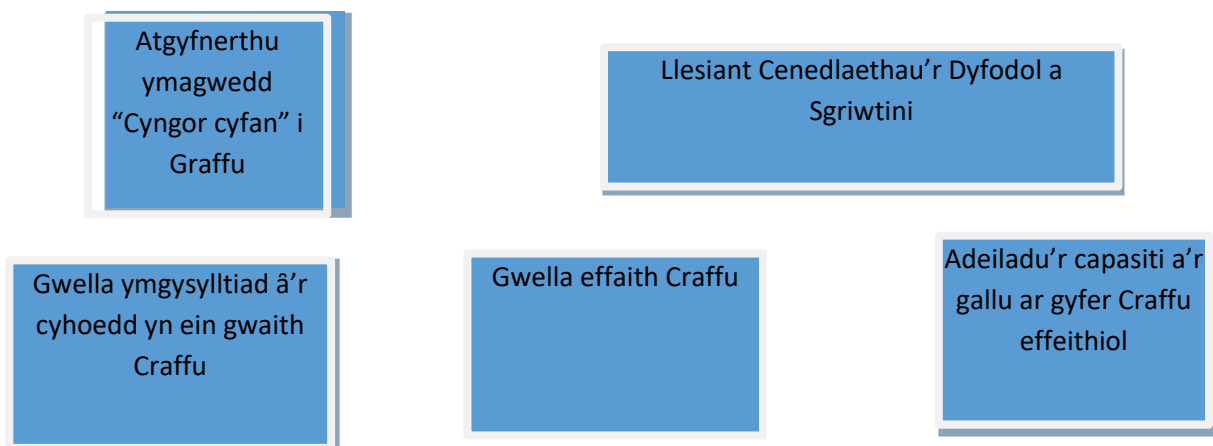 Atgyfnerthu
ymagwedd
“Cyngor cyfan” i
Graffu
Llesiant Cenedlaethau’r Dyfodol a
Sgriwtini
Gwella ymgysylltiad â’r
cyhoedd yn ein gwaith
Craffu
Gwella effaith Craffu
Adeiladu’r capasiti a’r
gallu ar gyfer Craffu
effeithiol